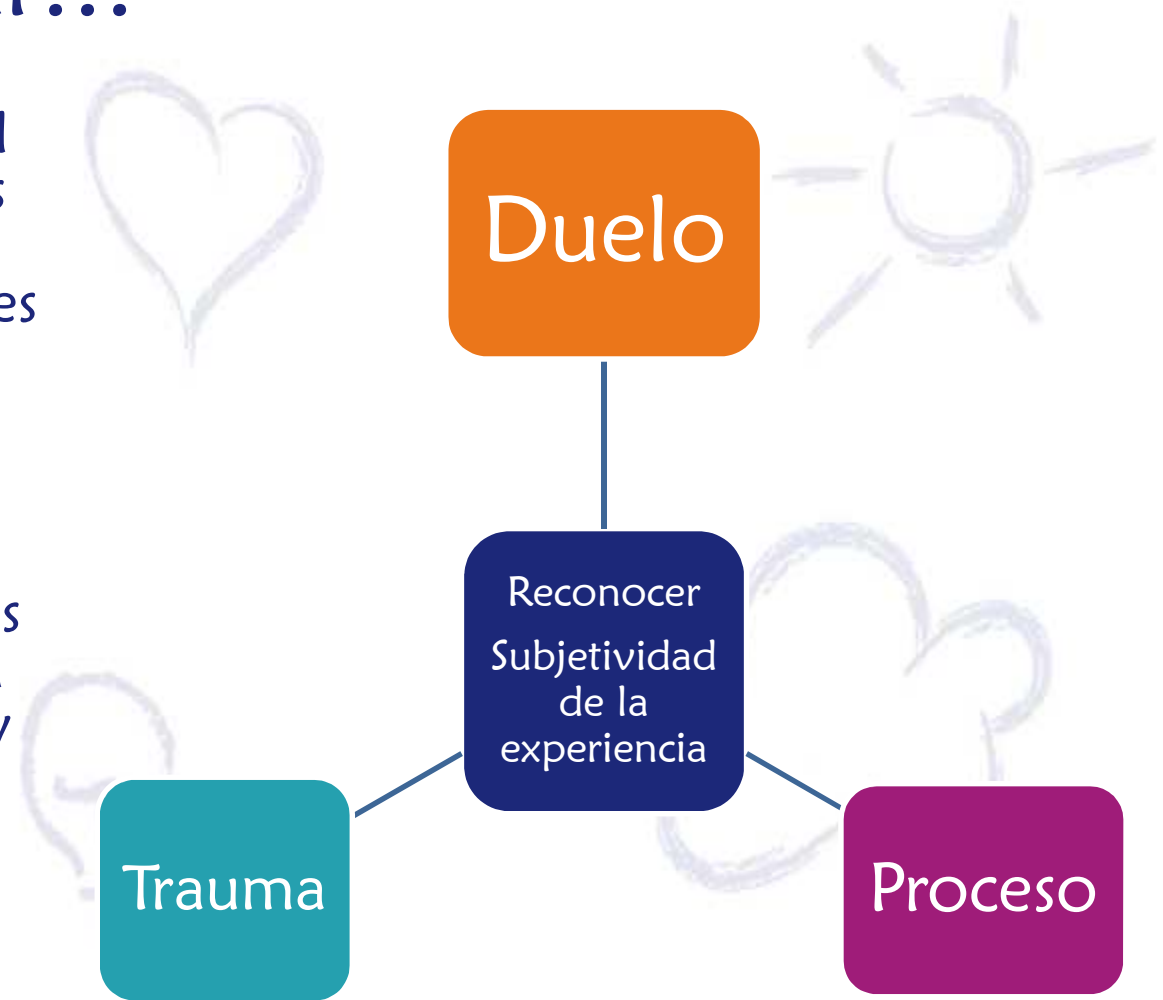 Duelo
Reconocer
Subjetividad
de la
experiencia
Trauma
Proceso